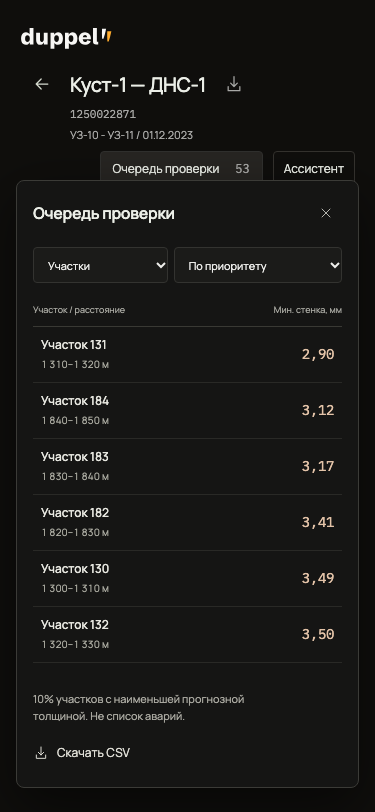 duppel
Куст-1 — ДНС-1
1250022871
УЗ-10 - УЗ-11 / 01.12.2023
Очередь проверки 53
Ассистент
Очередь проверки
Участки
По приоритету
Участок / расстояние
Мин. стенка, мм
Участок 131
2,90
1 310–1 320 м
Участок 184
3,12
1 840–1 850 м
Участок 183
3,17
1 830–1 840 м
Участок 182
3,41
1 820–1 830 м
Участок 130
3,49
1 300–1 310 м
Участок 132
3,50
1 320–1 330 м
10% участков с наименьшей прогнозной
толщиной. Не список аварий.
Скачать CSV